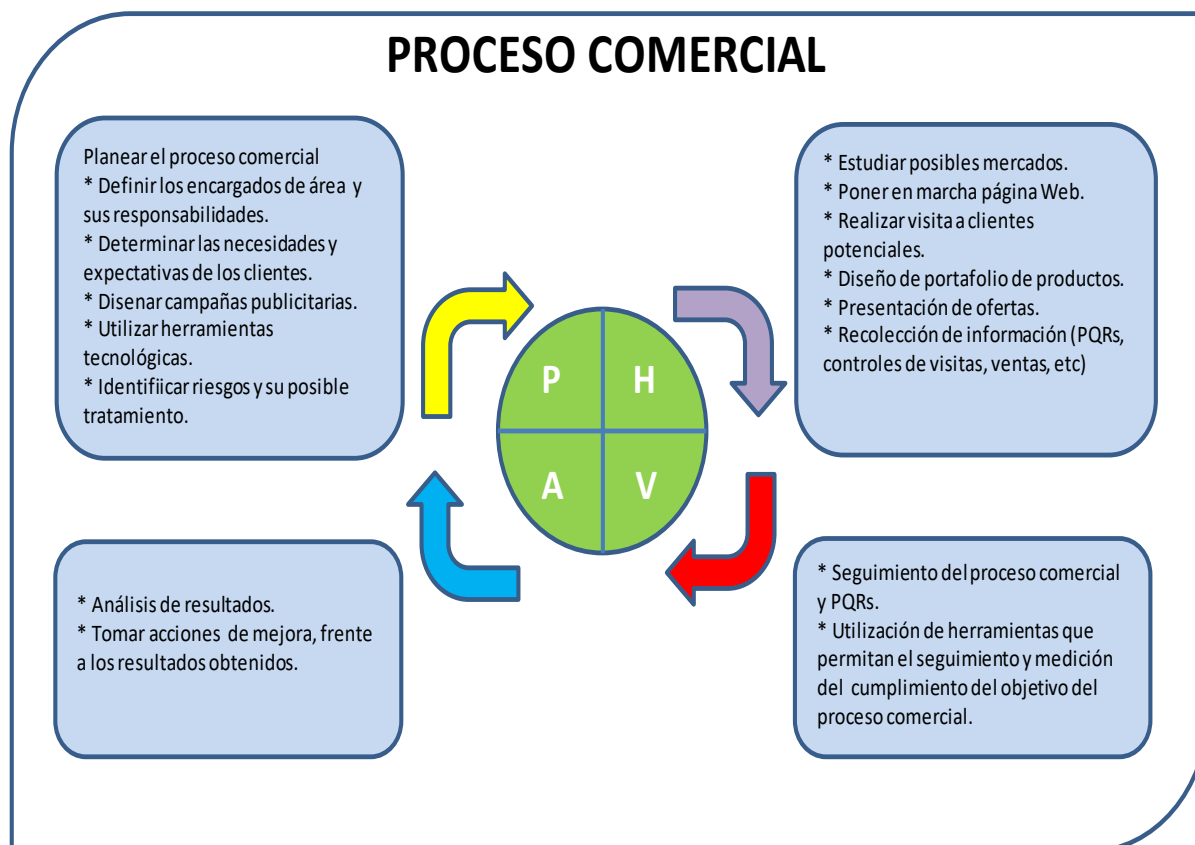 PROCESO COMERCIAL
Planear el proceso comercial
* Definir los encargados de área y
sus responsabilidades.
* Determinar las necesidades y
expectativas de los clientes.
* Disenar campañas publicitarias.
* Utilizar herramientas
tecnológicas.
* Identifiicar riesgos y su posible
tratamiento.
* Estudiar posibles mercados.
* Poner en marcha página Web.
* Realizar visita a clientes
potenciales.
* Diseño de portafolio de productos.
* Presentación de ofertas.
* Recolección de información (PQRs,
controles de visitas, ventas, etc)
P H
A V
* Análisis de resultados.
* Tomar acciones de mejora, frente
a los resultados obtenidos.
* Seguimiento del proceso comercial
y PQRs.
* Utilización de herramientas que
permitan el seguimiento y medición
del cumplimiento del objetivo del
proceso comercial.